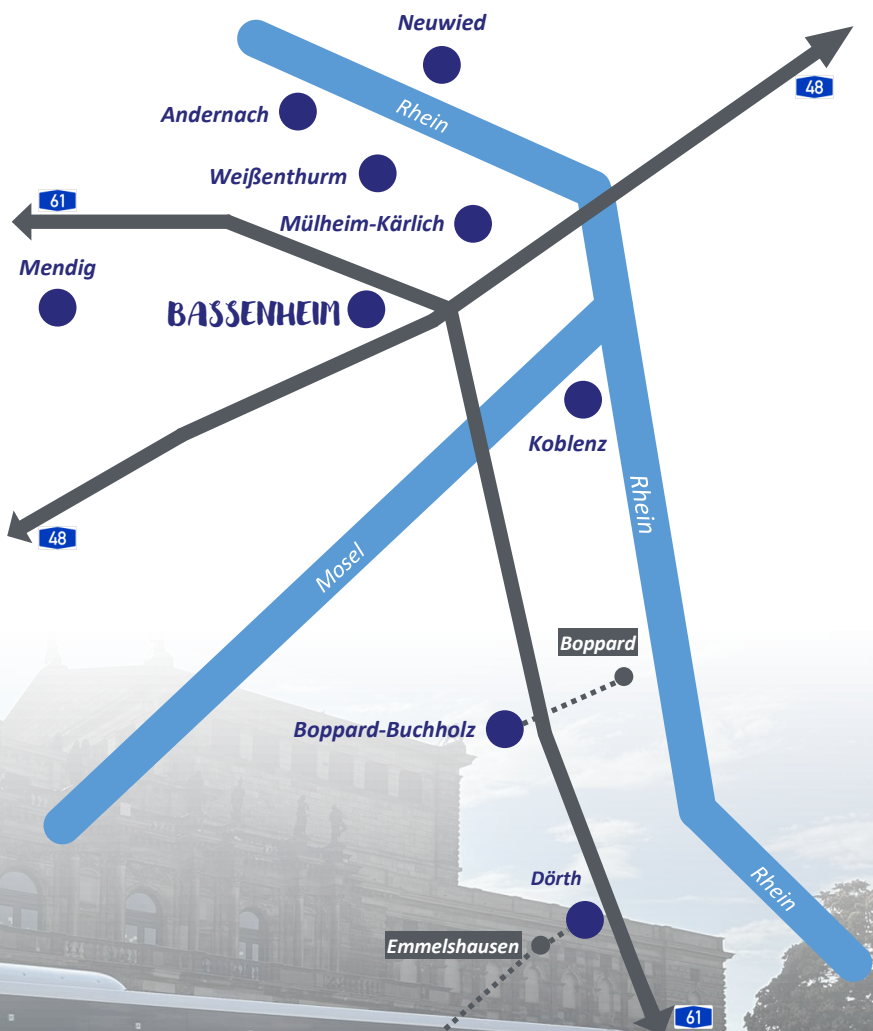 Neuwied
48
Andernach
Rhein
Weißenthurm
61
Mülheim-Kärlich
Mendig
BASSENHEIM
Koblenz
Rhein
48
Mosel
Boppard
Boppard-Buchholz
Dörth
Rhein
Emmelshausen
61